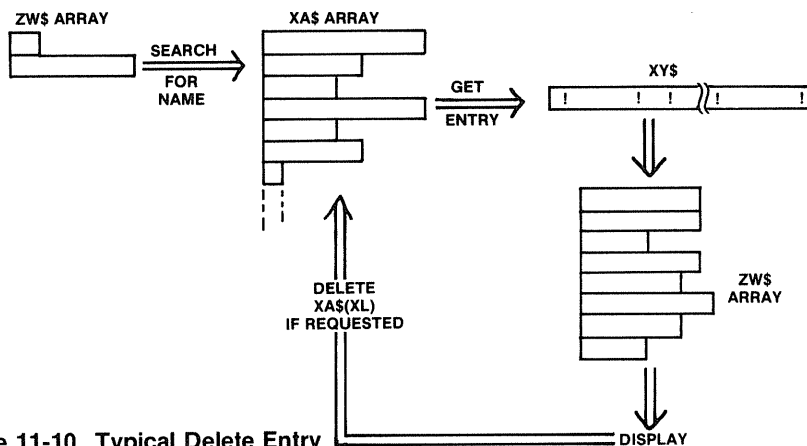 ZW$ ARRAY
SEARCH
FOR
NAME
XA$ ARRAY
GET
ENTRY
XY$
! ! ! ! !
ZW$
ARRAY
DELETE
XA$(XL)
IF REQUESTED
DISPLAY
e 11-10. Typical Delete Entry